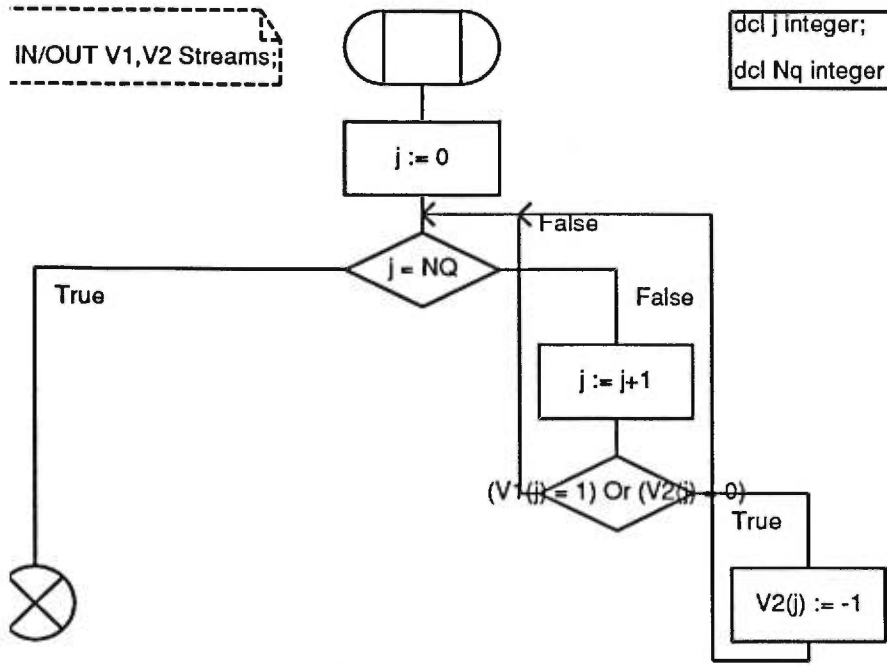 IN/OUT V1,V2 Streams;
dcl j integer;
dcl Nq integer
j := 0
False
j = NQ
True
False
j := j+1
(V1(j) = 1) Or (V2(j) = 0)
True
V2(j) := -1